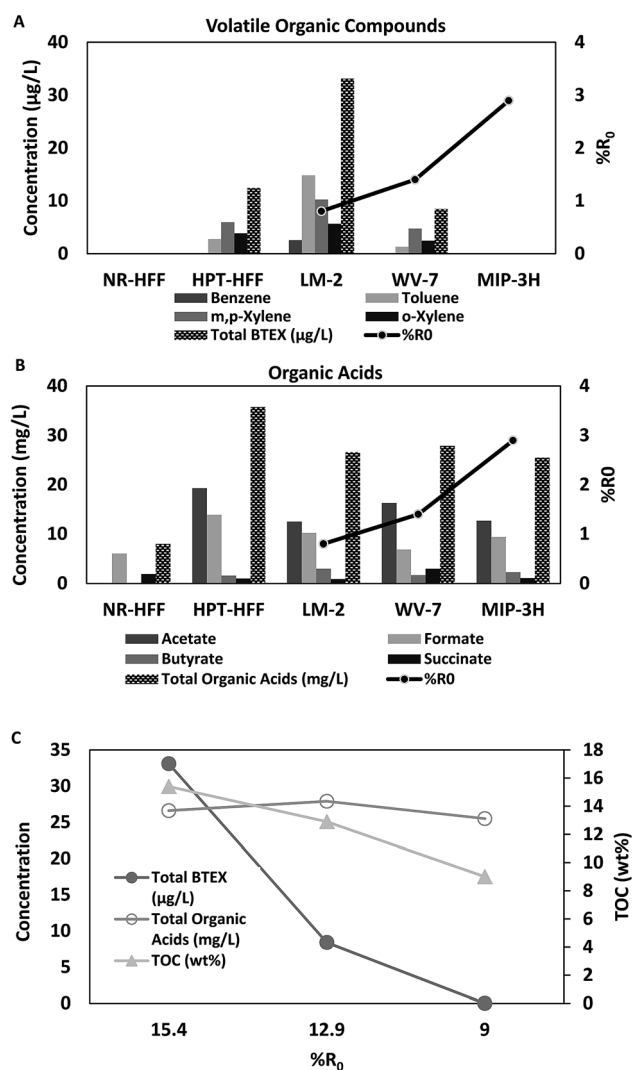 A
Volatile Organic Compounds
Concentration (µg/L)
40
30
20
10
0
4
3
2
1
0
%R0
NR-HFF HPT-HFF LM-2 WV-7 MIP-3H
Benzene Toluene
m,p-Xylene o-Xylene
Total BTEX (µg/L) %R0
B
Organic Acids
Concentration (mg/L)
40
30
20
10
0
4
3
2
1
0
%R0
NR-HFF HPT-HFF LM-2 WV-7 MIP-3H
Acetate Formate
Butyrate Succinate
Total Organic Acids (mg/L) %R0
C
Concentration
35
30
25
20
15
10
5
0
Total BTEX
(µg/L)
Total Organic
Acids (mg/L)
TOC (wt%)
18
16
14
12
10
8
6
4
2
0
TOC (wt%)
15.4 12.9 9
%R0